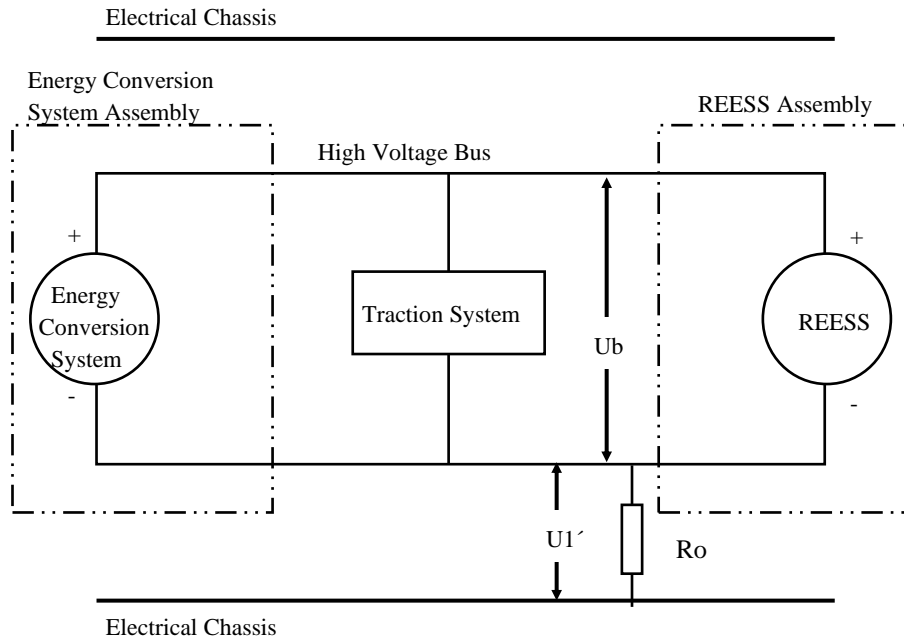 Electrical Chassis
Energy Conversion
System Assembly
REESS Assembly
High Voltage Bus
+
+
Energy
Conversion
System
Traction System
REESS
Ub
-
-
U1´
Ro
Electrical Chassis